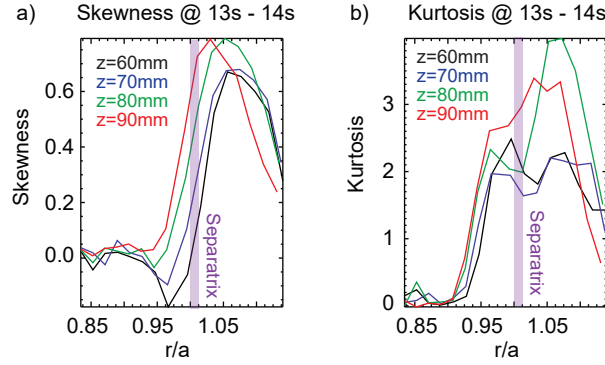 a) Skewness @ 13s - 14s
z=60mm
z=70mm
z=80mm
z=90mm
Skewness
0.6
0.4
0.2
0.0
Separatrix
0.85 0.95 1.05
r/a
b) Kurtosis @ 13s - 14s
z=60mm
z=70mm
z=80mm
z=90mm
Kurtosis
3
2
1
0
Separatrix
0.85 0.95 1.05
r/a